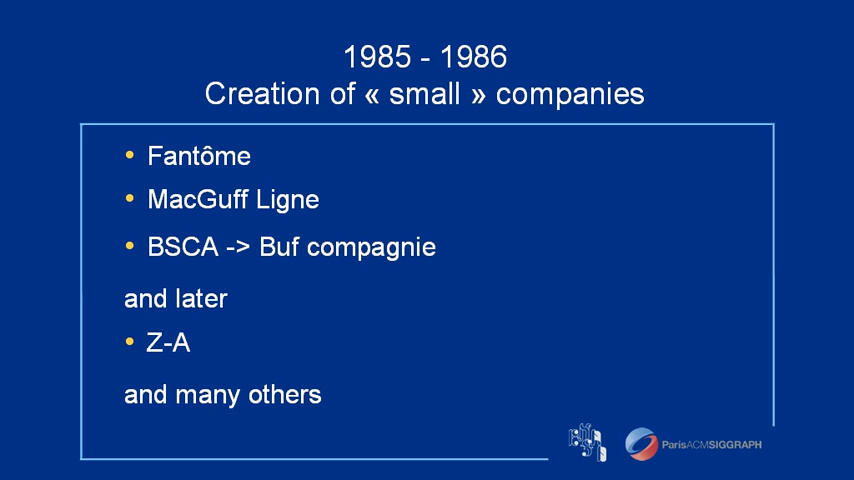 1985 - 1986
Creation of « small » companies
• Fantôme
• MacGuff Ligne
• BSCA -> Buf compagnie
and later
• Z-A
and many others
ParisACMSIGGRAPH